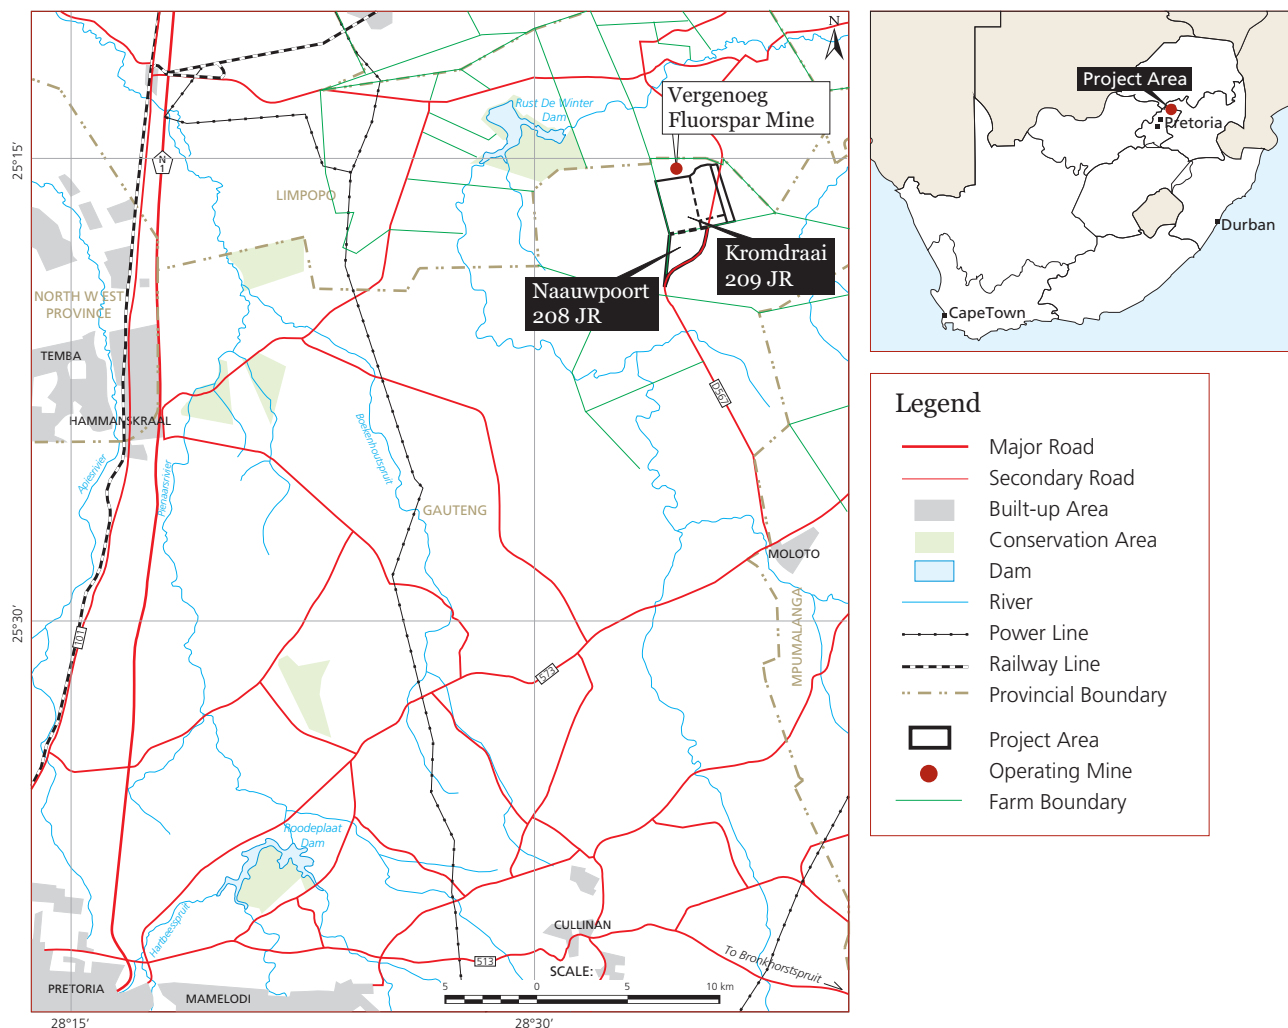 N
Rust De Winter
Dam
Vergenoeg
Fluorspar Mine
25°15’
N
1
LIMPOPO
Kromdraai
209 JR
Naauwpoort
208 JR
NORTH WEST
PROVINCE
TEMBA
HAMMANSKRAAL
D567
Boekenhoutspruit
Apiesrivier
Pienaarsrivier
GAUTENG
MOLOTO
MPUMALANGA
25°30’
101
573
Roodeplaat
Dam
Hartbeesspruit
CULLINAN
513
SCALE:
To Bronkhorstspruit
PRETORIA
MAMELODI
5 0 5 10 km
28°15’
28°30’
Project Area
Pretoria
Durban
CapeTown
Legend
Major Road
Secondary Road
Built-up Area
Conservation Area
Dam
River
Power Line
Railway Line
Provincial Boundary
Project Area
Operating Mine
Farm Boundary